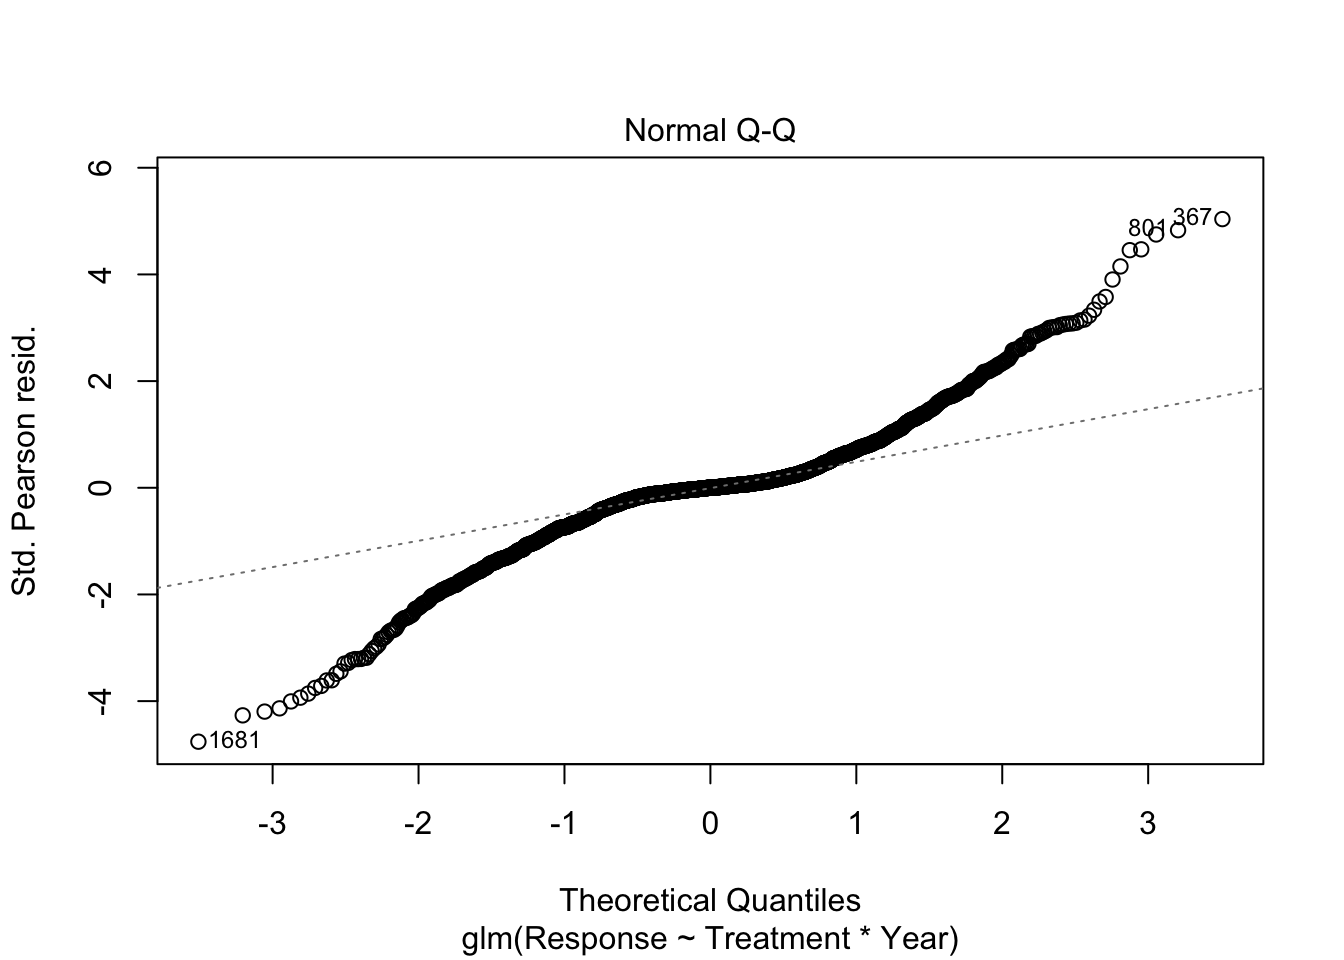 Normal Q-Q
Std. Pearson resid.
6
4
2
0
-2
-4
801
367
1681
-3 -2 -1 0 1 2 3
Theoretical Quantiles
glm(Response ~ Treatment * Year)